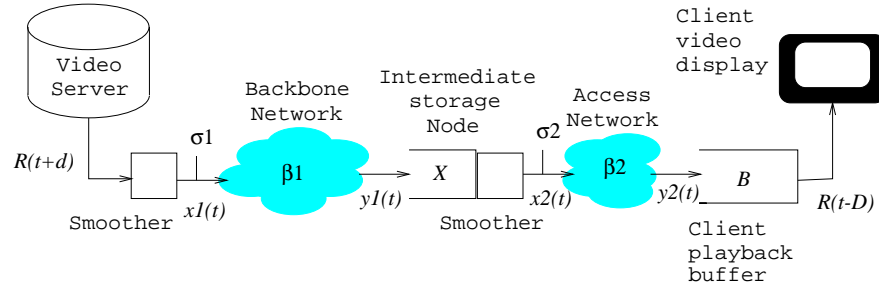 Client
video
display
Video
Server
Backbone
Network
Intermediate
storage
Node
Access
Network
R(t+d)
σ1
β1
X
σ2
β2
B
x1(t)
y1(t)
x2(t)
y2(t)
R(t-D)
Smoother
Smoother
Client
playback
buffer